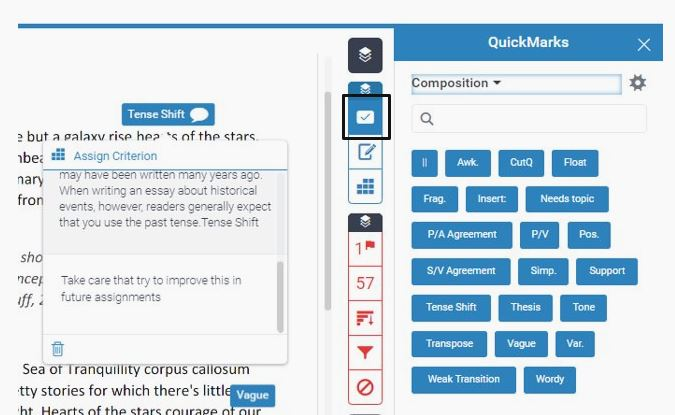 QuickMarks
Composition
Tense Shift
e but a galaxy rise hea ts of the stars.
Assign Criterion
may have been written many years ago.
When writing an essay about historical
events, however, readers generally expect
that you use the past tense.Tense Shift
Take care that try to improve this in
future assignments
from
sho
ncep
uff, 2
Sea of Tranquillity corpus callosum
tty stories for which there's little
Vague
ht. Hearts of the stars courage of our
1
57
|| Awk. CutQ Float
Frag. Insert: Needs topic
P/A Agreement P/V Pos.
S/V Agreement Simp. Support
Tense Shift Thesis Tone
Transpose Vague Var.
Weak Transition Wordy